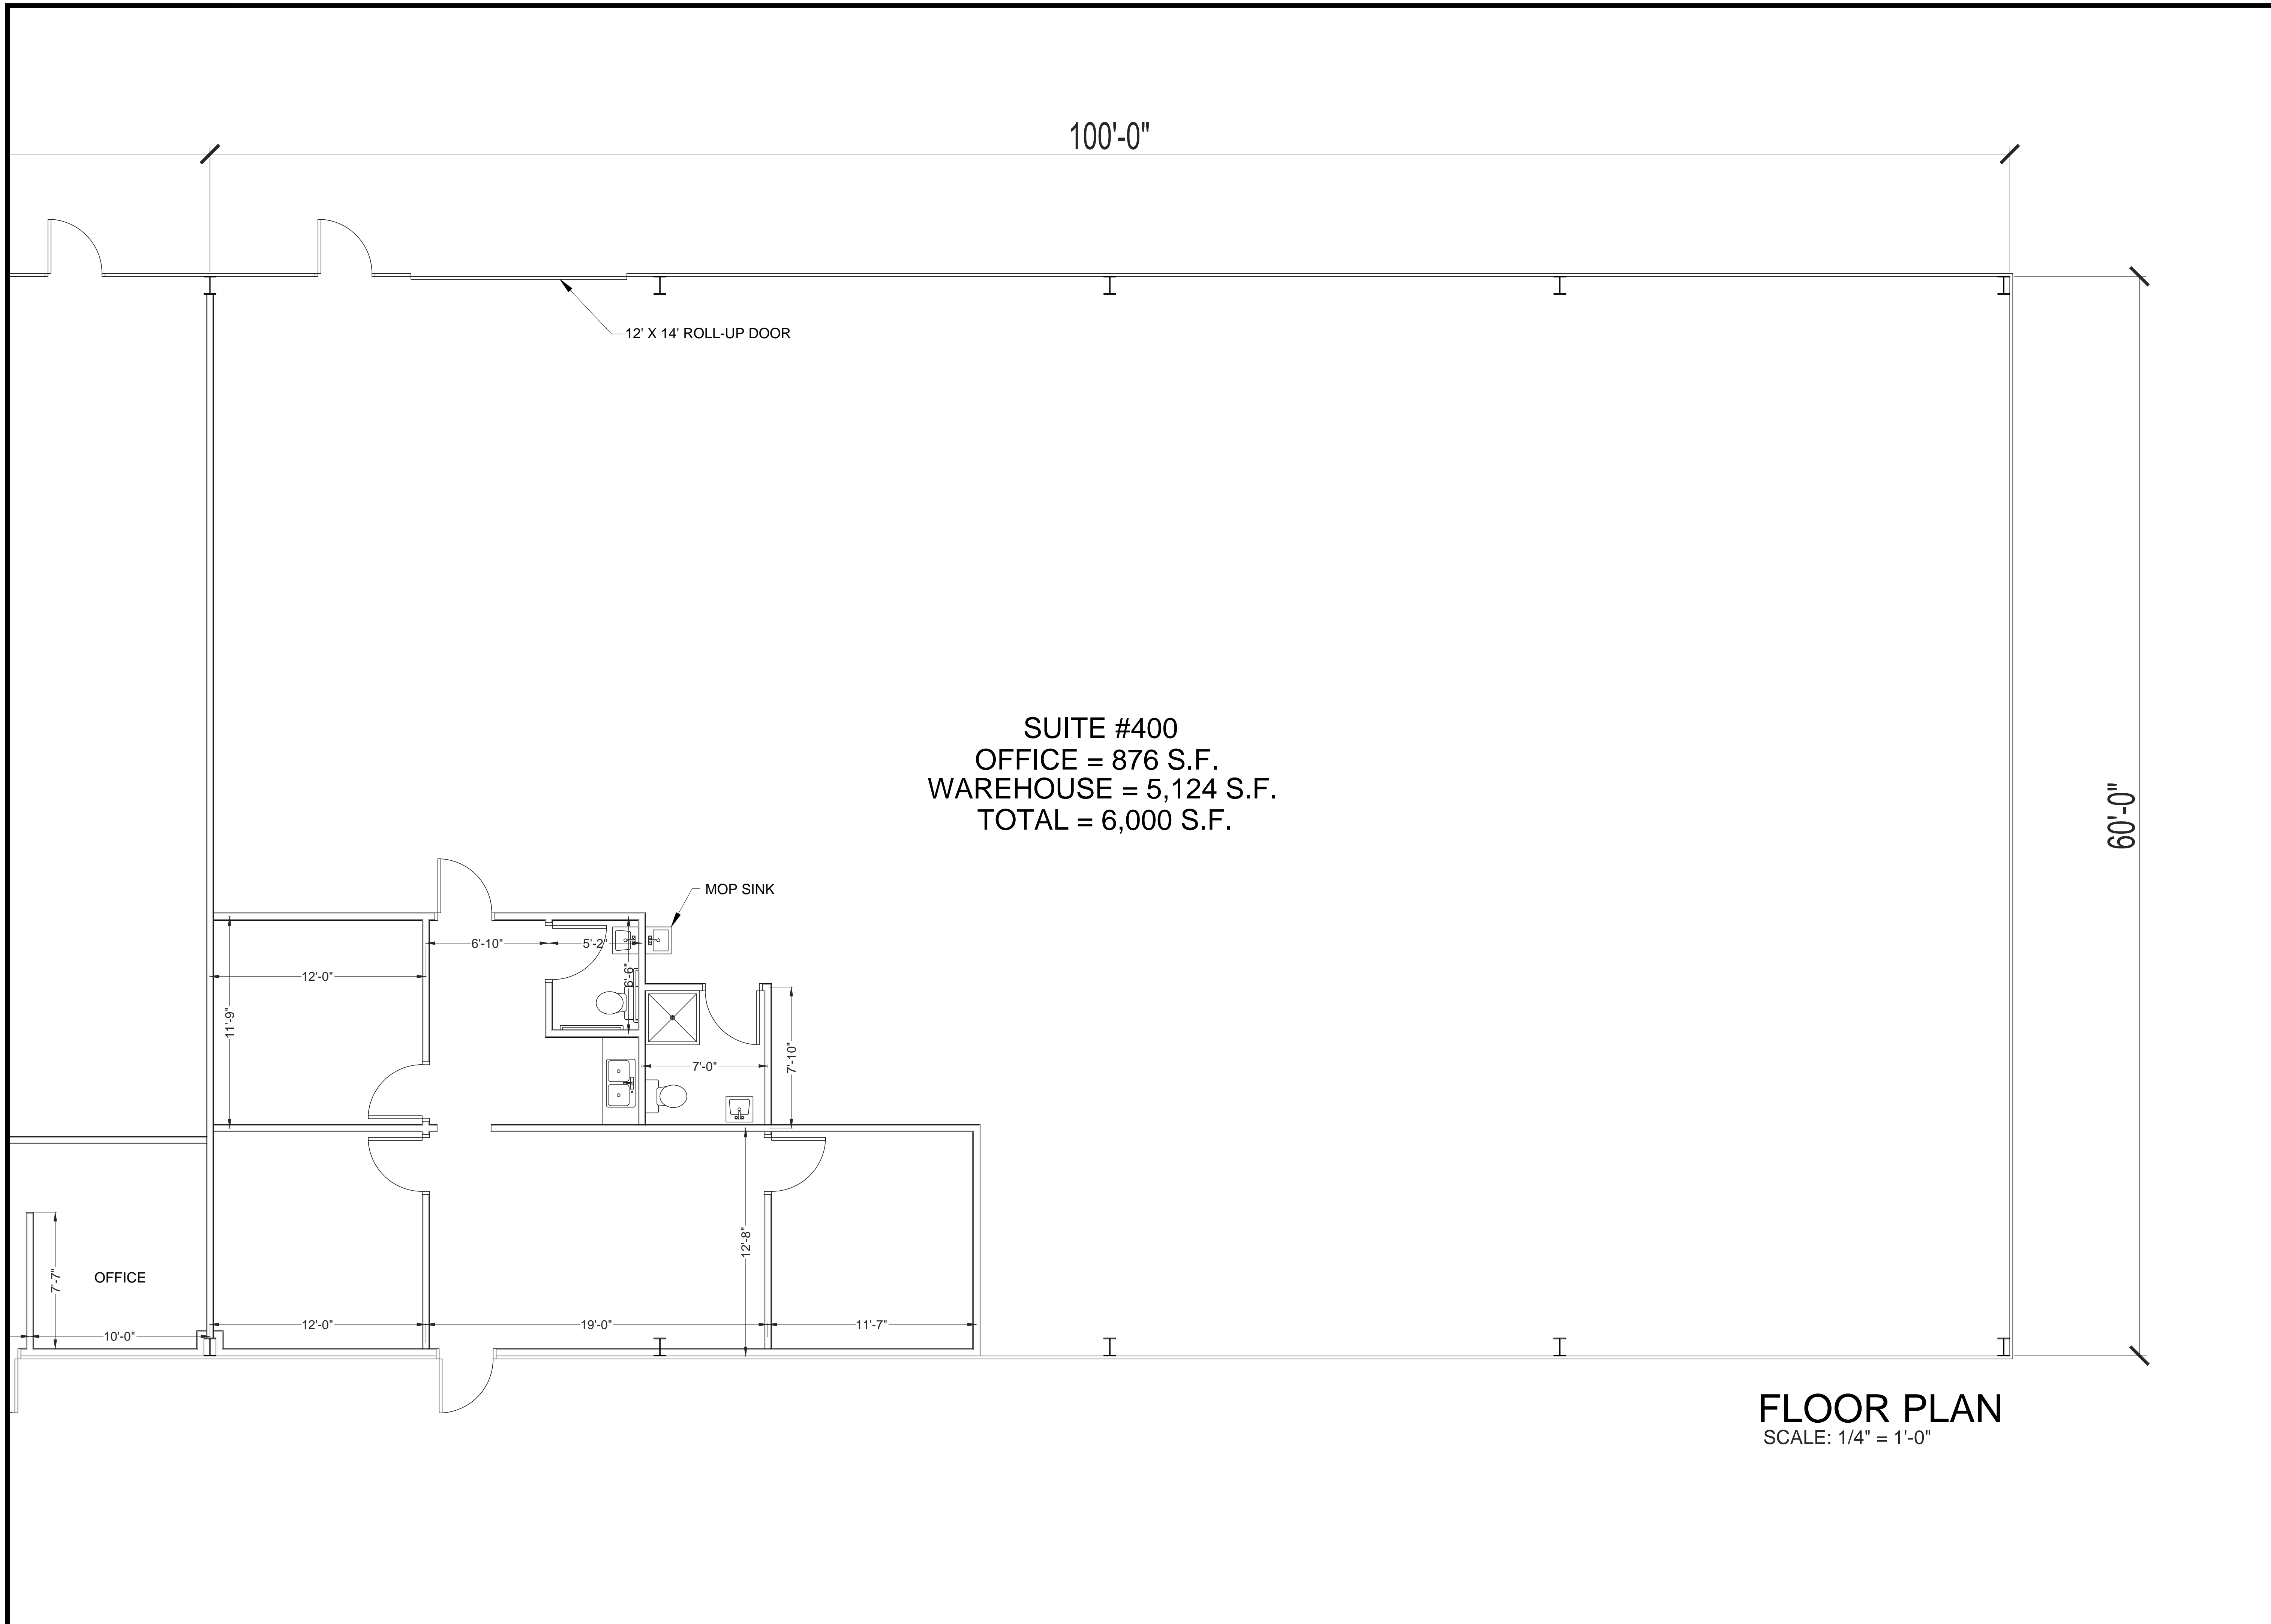 100'-0"
12' X 14' ROLL-UP DOOR
SUITE #400
OFFICE = 876 S.F.
WAREHOUSE = 5,124 S.F.
TOTAL = 6,000 S.F.
60'-0"
MOP SINK
6'-10"
5'-2"
6'-6"
12'-0"
11'-9"
7'-0"
7'-10"
12'-8"
7'-7"
OFFICE
10'-0"
12'-0"
19'-0"
11'-7"
FLOOR PLAN
SCALE: 1/4" = 1'-0"